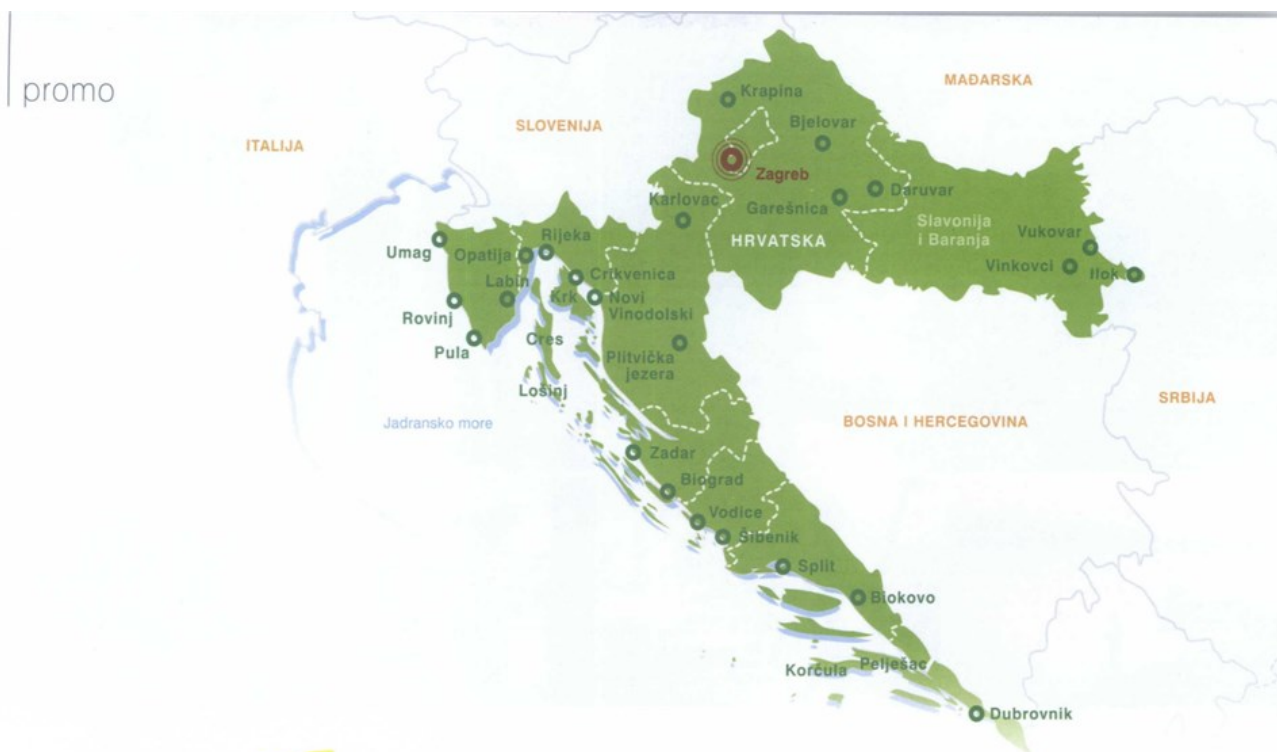 promo
MAĐARSKA
SLOVENIJA
ITALIJA
Krapina
Bjelovar
Zagreb
Daruvar
Garešnica
Karlovac
HRVATSKA
Slavonija
i Baranja
Vukovar
Vinkovci
Ilok
Umag
Opatija
Rijeka
Crikvenica
Labin
Krk
Novi
Vinodolski
Rovinj
Pula
Cres
Plitvička
jezera
Lošinj
SRBIJA
BOSNA I HERCEGOVINA
Jadransko more
Zadar
Biograd
Vodice
Šibenik
Split
Biokovo
Korčula
Pelješac
Dubrovnik